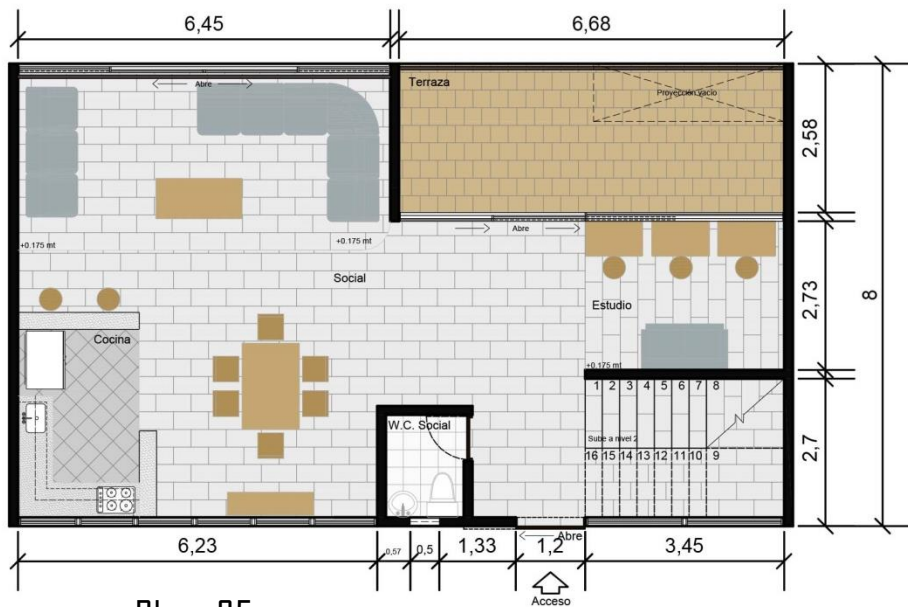 6,45
6,68
Abre
Terraza
Proyección vacio
2,58
+0.175 mt
+0.175 mt
Abre
Social
Estudio
2,73
8
Cocina
+0.175 mt
1 2 3 4 5 6 7 8
W.C. Social
Sube a nivel 2
2,7
16 15 14 13 12 11 10 9
Abre
6,23
0,57
0,5
1,33
1,2
3,45
Acceso